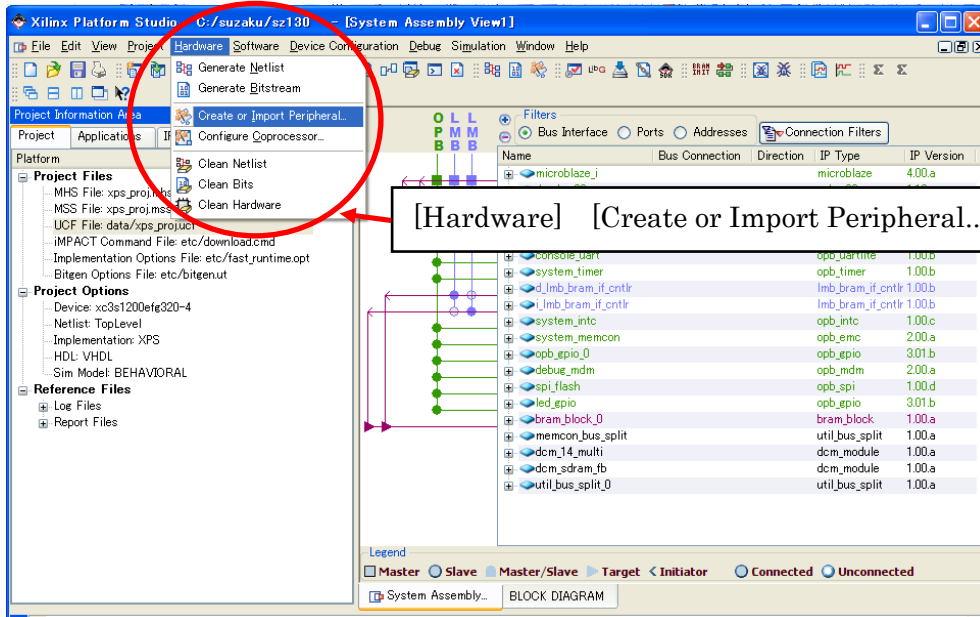 Xilinx Platform Studio - C:/suzaku/sz130 - [System Assembly View1]
File Edit View Project Hardware Software Device Configuration Debug Simulation Window Help
Generate Netlist
Generate Bitstream
Create or Import Peripheral...
Configure Coprocessor...
Clean Netlist
Clean Bits
Clean Hardware
Project Information Area
Project Applications
Platform
Project Files
MHS File: xps_proj.mhs
MSS File: xps_proj.mss
UCF File: data/xps_proj.ucf
iMPACT Command File: etc/download.cmd
Implementation Options File: etc/fast_runtime.opt
Bitgen Options File: etc/bitgen.ut
Project Options
Device: xc3s1200efg320-4
Netlist: TopLevel
Implementation: XPS
HDL: VHDL
Sim Model: BEHAVIORAL
Reference Files
Log Files
Report Files
O L L
P M M
B B B
Filters
Bus Interface Ports Addresses Connection Filters
Name Bus Connection Direction IP Type IP Version
microblaze_i microblaze 4.00.a
[Hardware] [Create or Import Peripheral..
console_uart opb_uartlite 1.00.b
system_timer opb_timer 1.00.b
d_lmb_bram_if_cntlr lmb_bram_if_cntlr 1.00.b
i_lmb_bram_if_cntlr lmb_bram_if_cntlr 1.00.b
system_intc opb_intc 1.00.c
system_memcon opb_emc 2.00.a
opb_gpio_0 opb_gpio 3.01.b
debug_mdm opb_mdm 2.00.a
spi_flash opb_spi 1.00.d
led_gpio opb_gpio 3.01.b
bram_block_0 bram_block 1.00.a
memcon_bus_split util_bus_split 1.00.a
dcm_14_multi dcm_module 1.00.a
dcm_sdram_fb dcm_module 1.00.a
util_bus_split_0 util_bus_split 1.00.a
Legend
Master Slave Master/Slave Target Initiator Connected Unconnected
System Assembly... BLOCK DIAGRAM